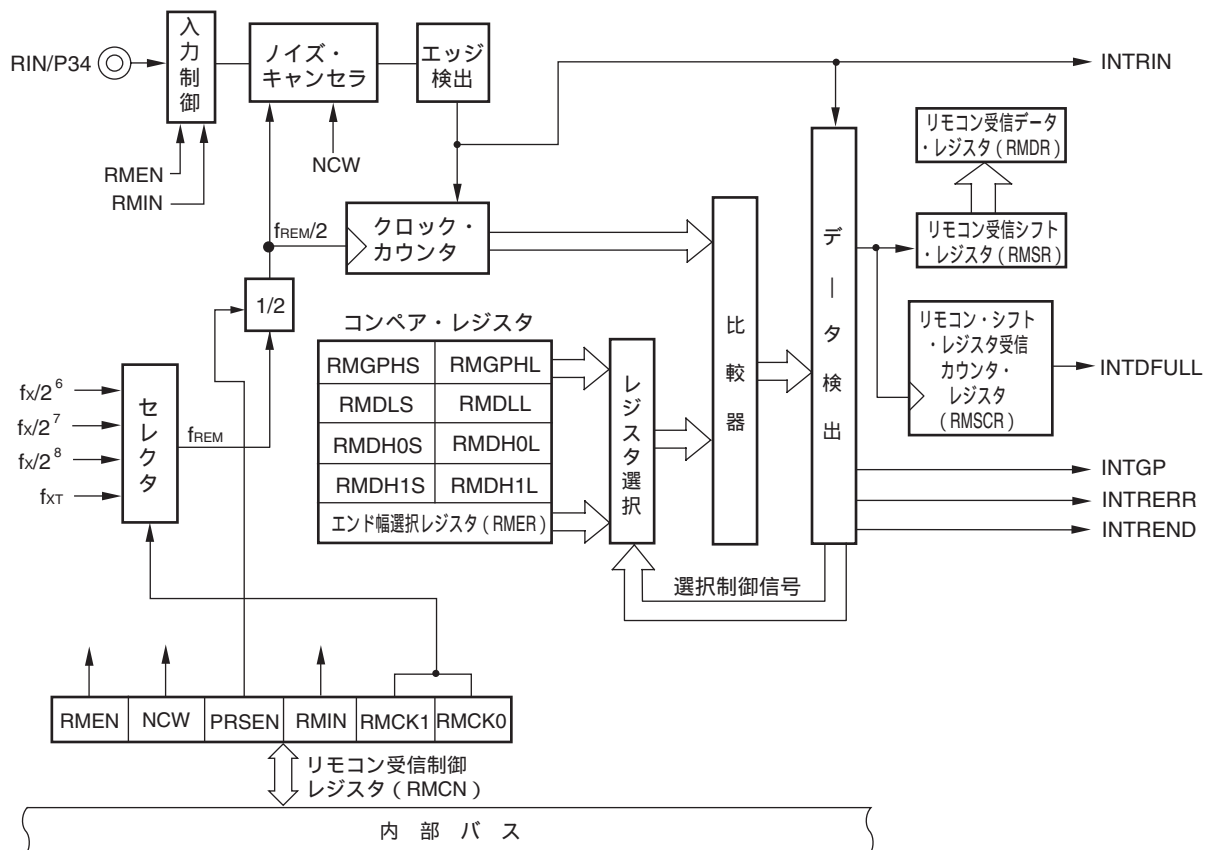 RIN/P34
入力制御
ノイズ・
キャンセラ
エッジ
検出
INTRIN
RMEN
RMIN
NCW
リモコン受信データ
・レジスタ(RMDR)
fREM/2
クロック・
カウンタ
リモコン受信シフト
・レジスタ(RMSR)
1/2
コンペア・レジスタ
RMGPHS RMGPHL
RMDLS RMDLL
RMDH0S RMDH0L
RMDH1S RMDH1L
エンド幅選択レジスタ(RMER)
レジスタ選択
比較器
データ検出
リモコン・シフト
・レジスタ受信
カウンタ・
レジスタ
(RMSCR)
INTDFULL
fX/2^6
fX/2^7
fX/2^8
fXT
セレクタ
fREM
INTGP
INTRERR
INTREND
選択制御信号
RMEN NCW PRSEN RMIN RMCK1 RMCK0
リモコン受信制御
レジスタ(RMCN)
内部バス